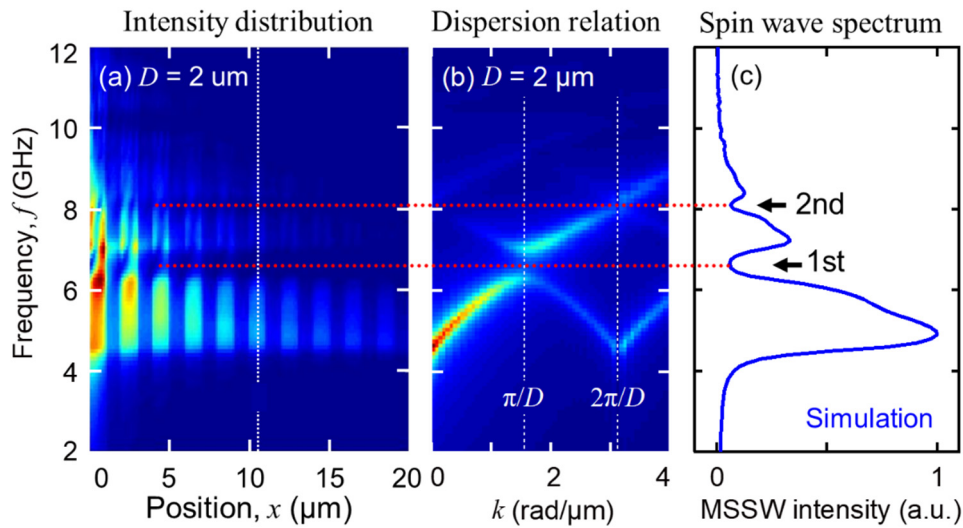 Intensity distribution
Dispersion relation
Spin wave spectrum
(a) D = 2 um
(b) D = 2 μm
(c)
12
10
8
6
4
2
Frequency, f (GHz)
2nd
1st
π/D
2π/D
Simulation
0 5 10 15 20
0 2 4
0 1
Position, x (μm)
k (rad/μm)
MSSW intensity (a.u.)